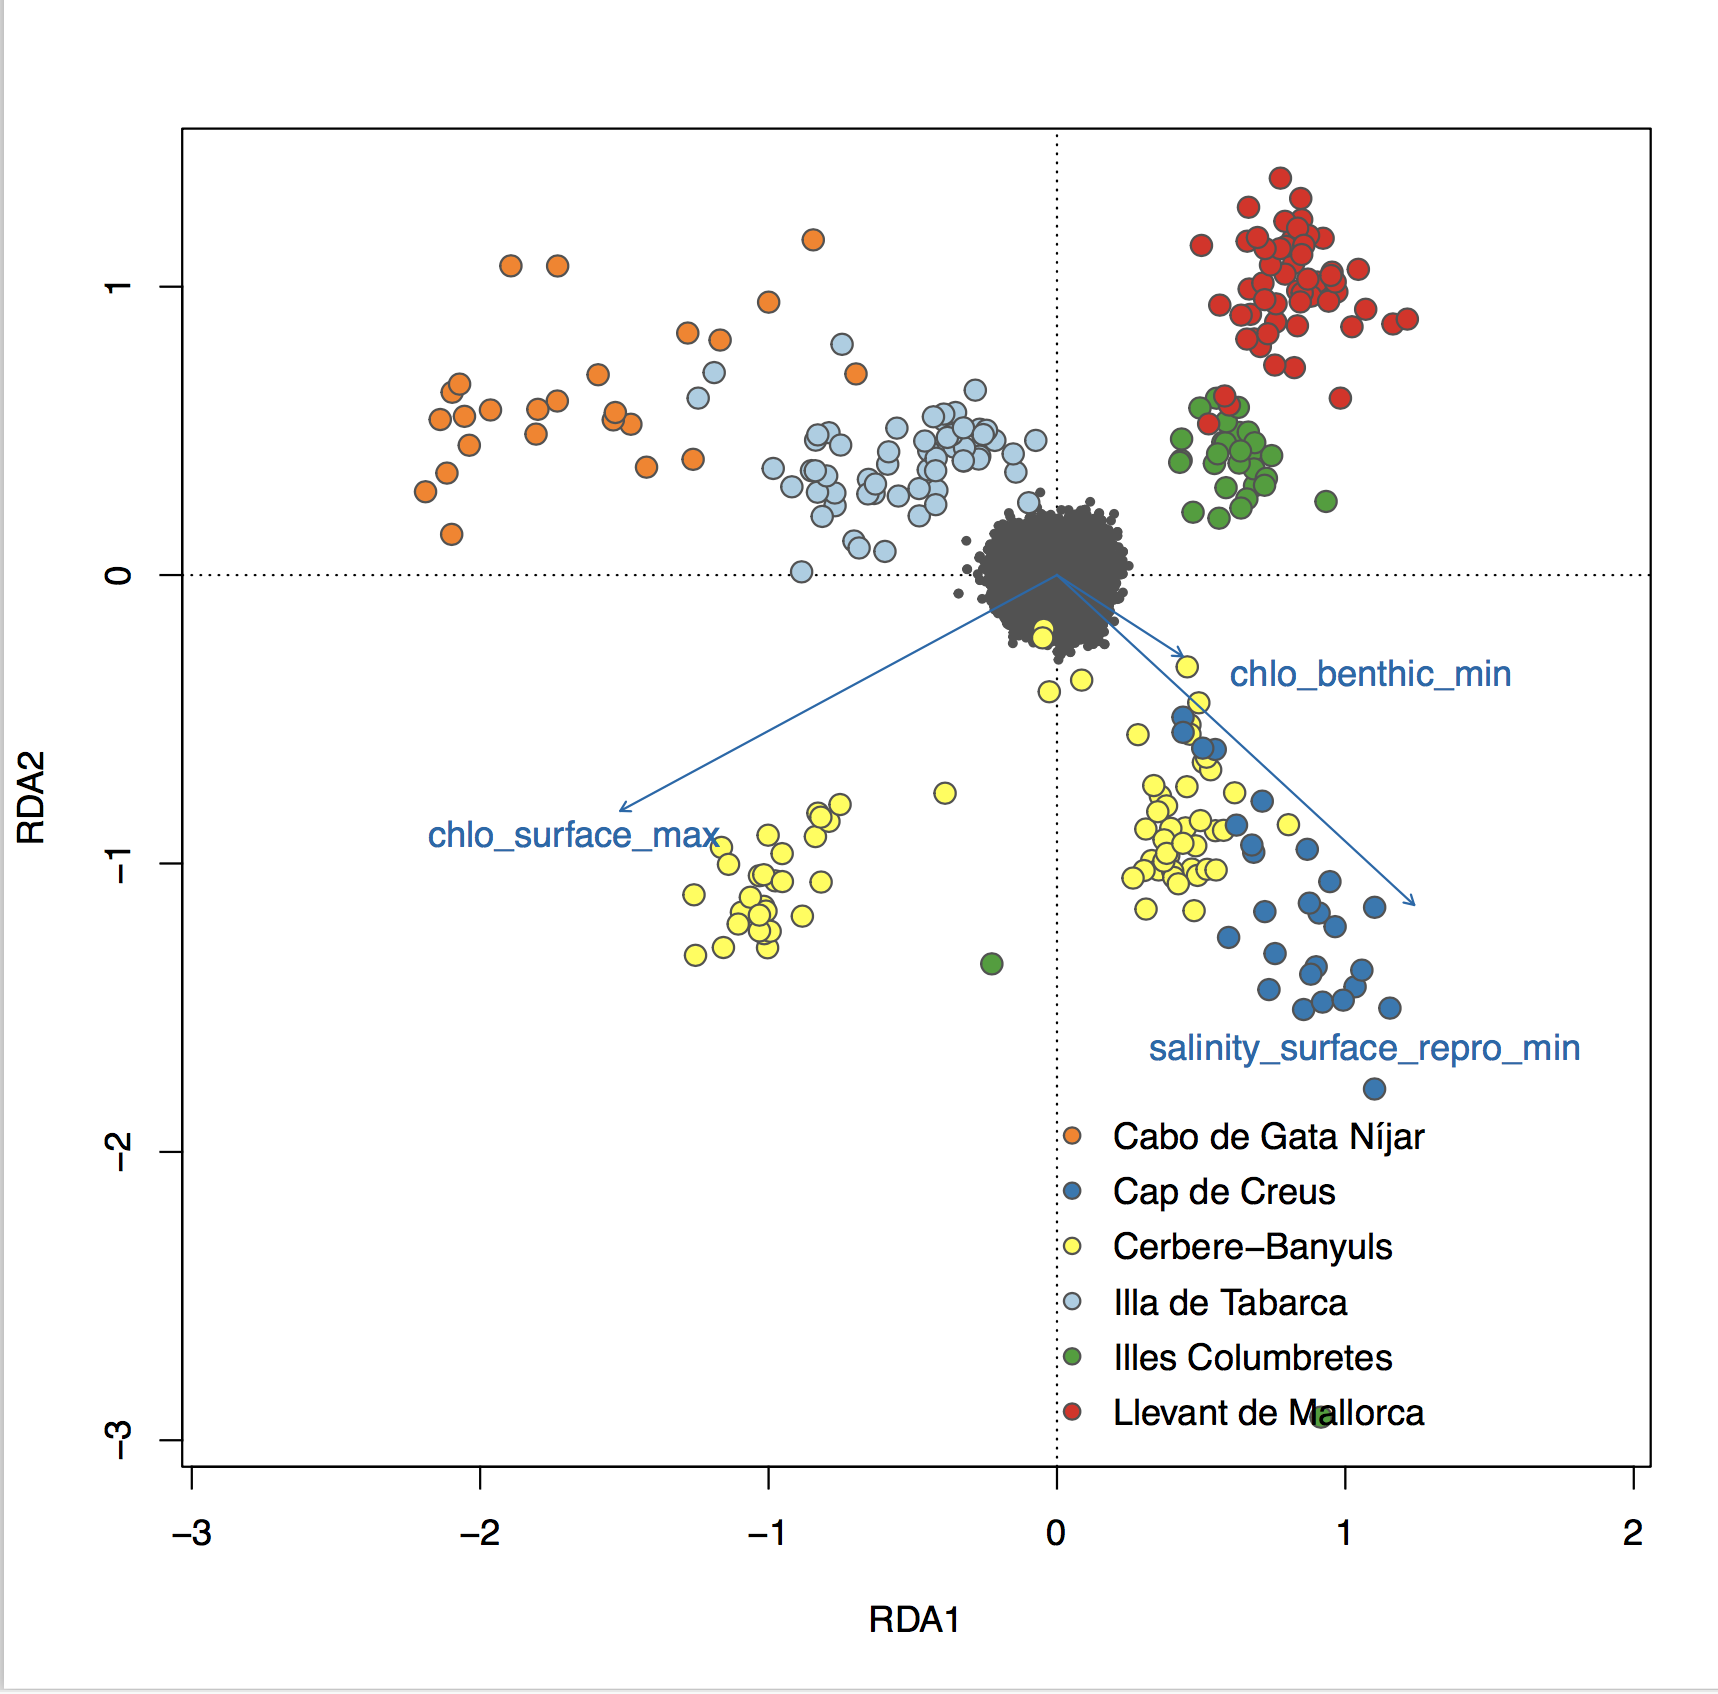 1
0
−1
−2
−3
RDA2
chlo_benthic_min
chlo_surface_max
salinity_surface_repro_min
Cabo de Gata Níjar
Cap de Creus
Cerbere−Banyuls
Illa de Tabarca
Illes Columbretes
Llevant de Mallorca
−3 −2 −1 0 1 2
RDA1